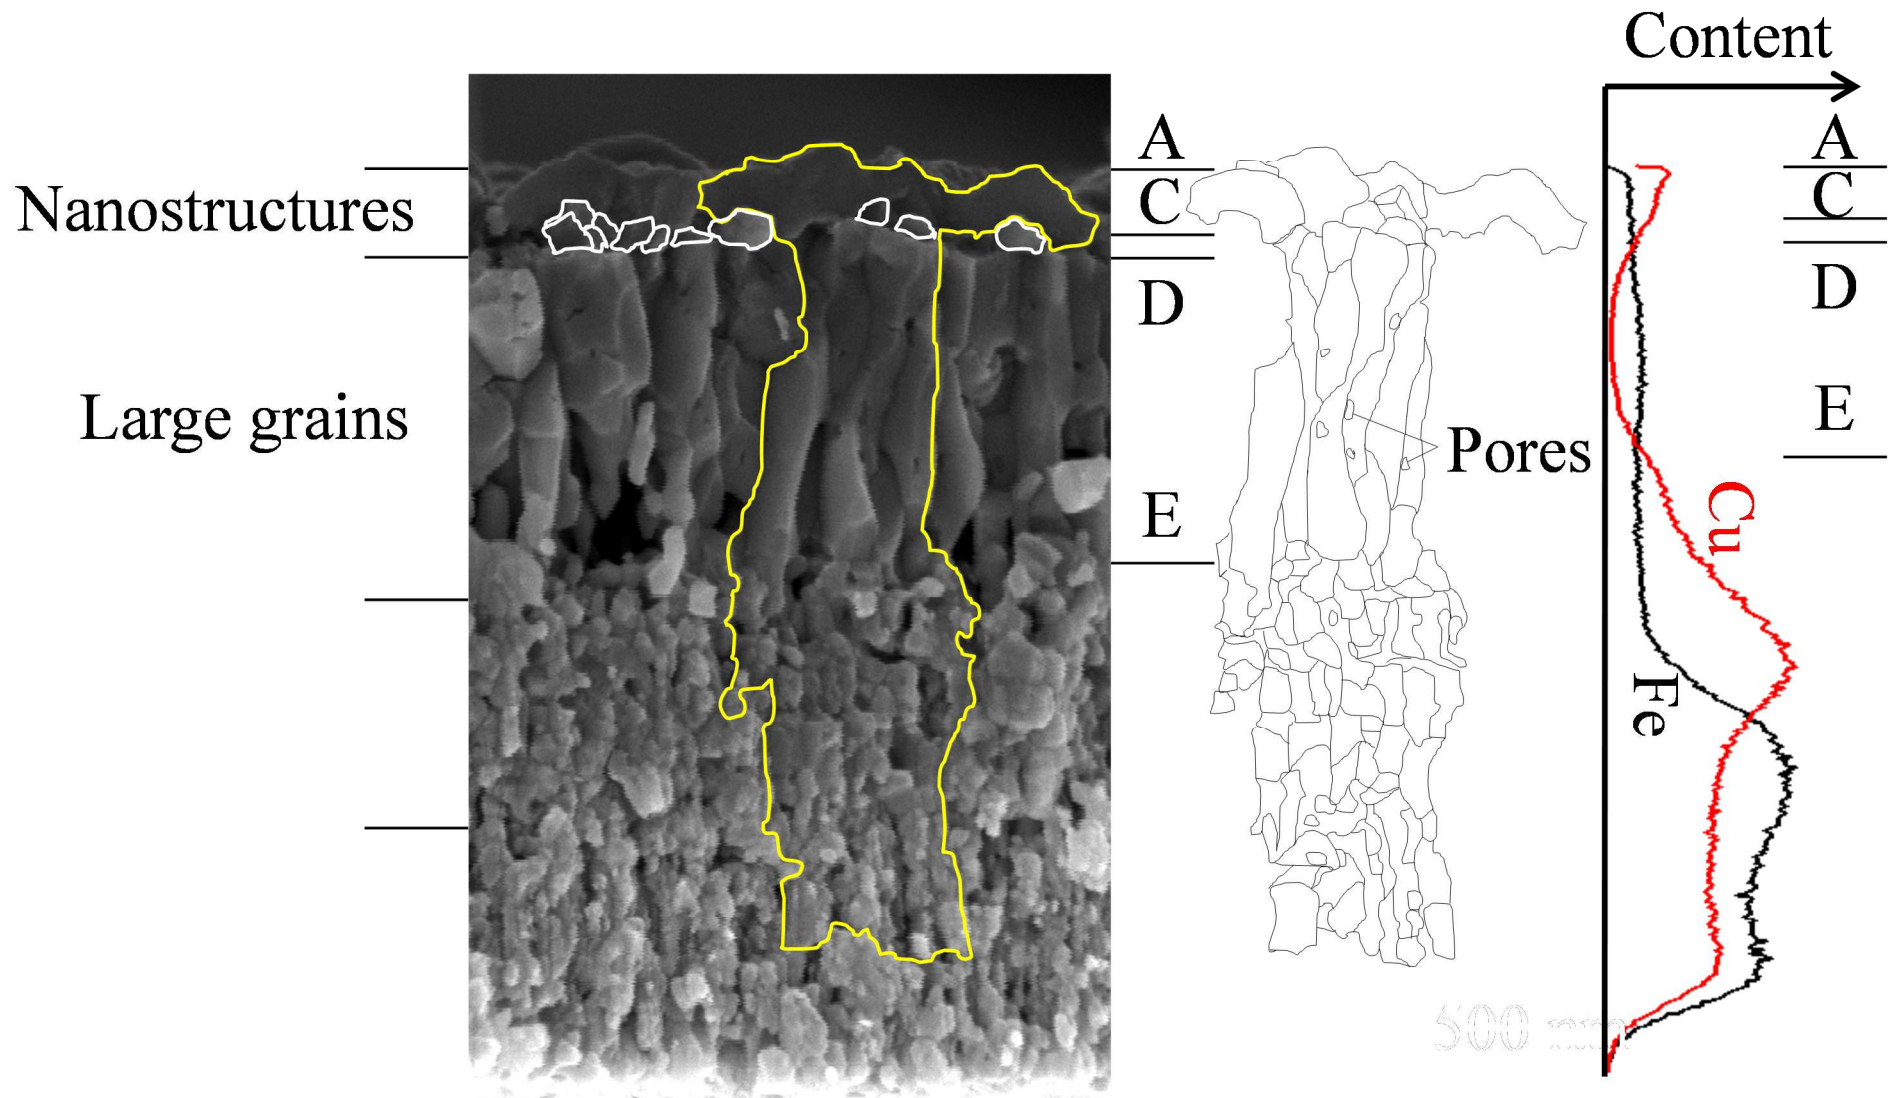 Content
A
A
C
C
Nanostructures
D
D
Large grains
E
E
Pores
Cu
Fe
500 nm